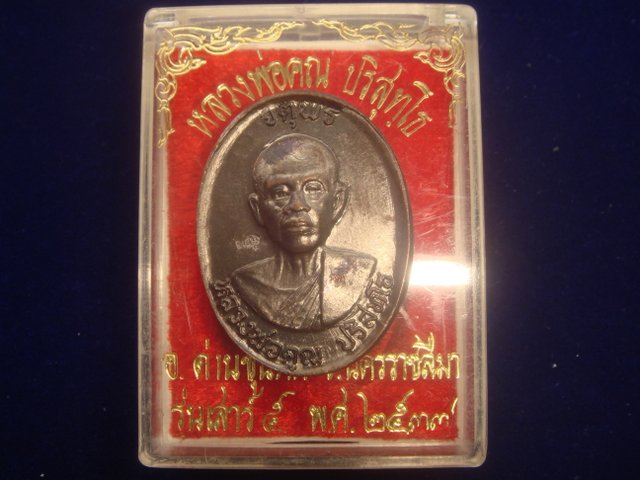 หลวงพ่อคูณ ปริสุทฺโธ
จตุพร
หลวงพ่อคูณ ปริสุทโธ
อ. ด่านขุนทด นครราชสีมา
รุ่นเสาร์ ๕ พ.ศ. ๒๕๓๗